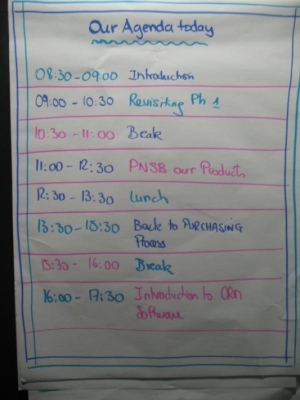 Our Agenda today
08:30-09:00 Introduction
09:00 - 10:30 Revisiting Ph 1
10:30 - 11:00 Beak
11:00 - 12:30 PNSB our Products
12:30 - 13:30 Lunch
13:30 - 15:30 Back to PURCHASING
Process
15:30 - 16:00 Break
16:00 - 17:30 Introduction to CRM
Software